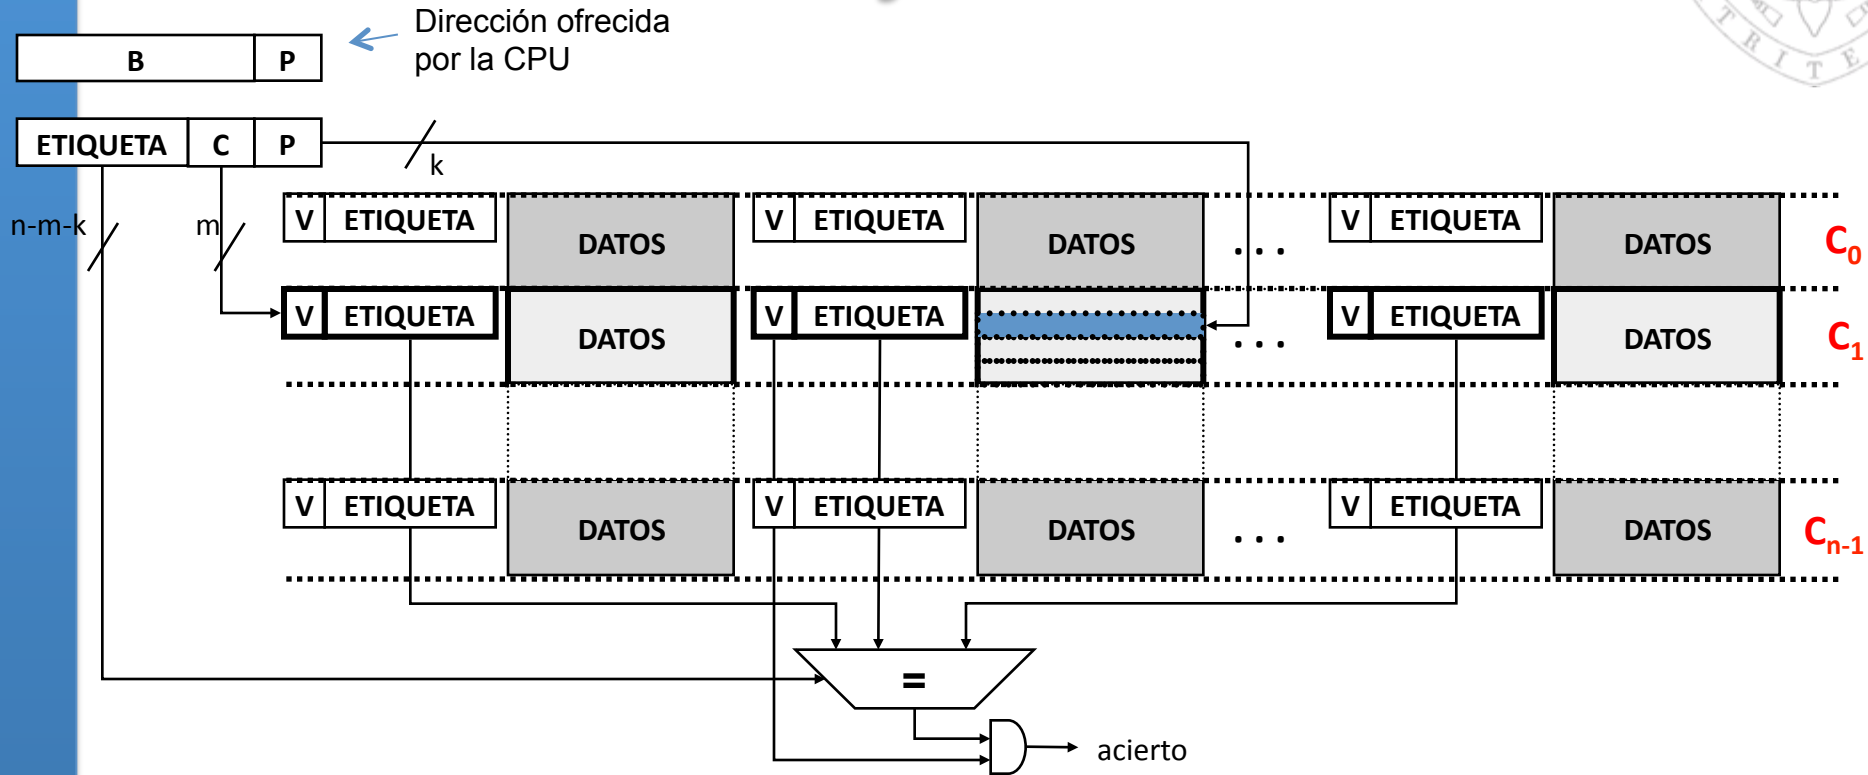 Dirección ofrecida
por la CPU
B P
ETIQUETA C P
k
n-m-k
m
V ETIQUETA DATOS V ETIQUETA DATOS ... V ETIQUETA DATOS C0
V ETIQUETA DATOS V ETIQUETA ... V ETIQUETA DATOS C1
V ETIQUETA DATOS V ETIQUETA DATOS ... V ETIQUETA DATOS Cn-1
=
acierto
T R I T E